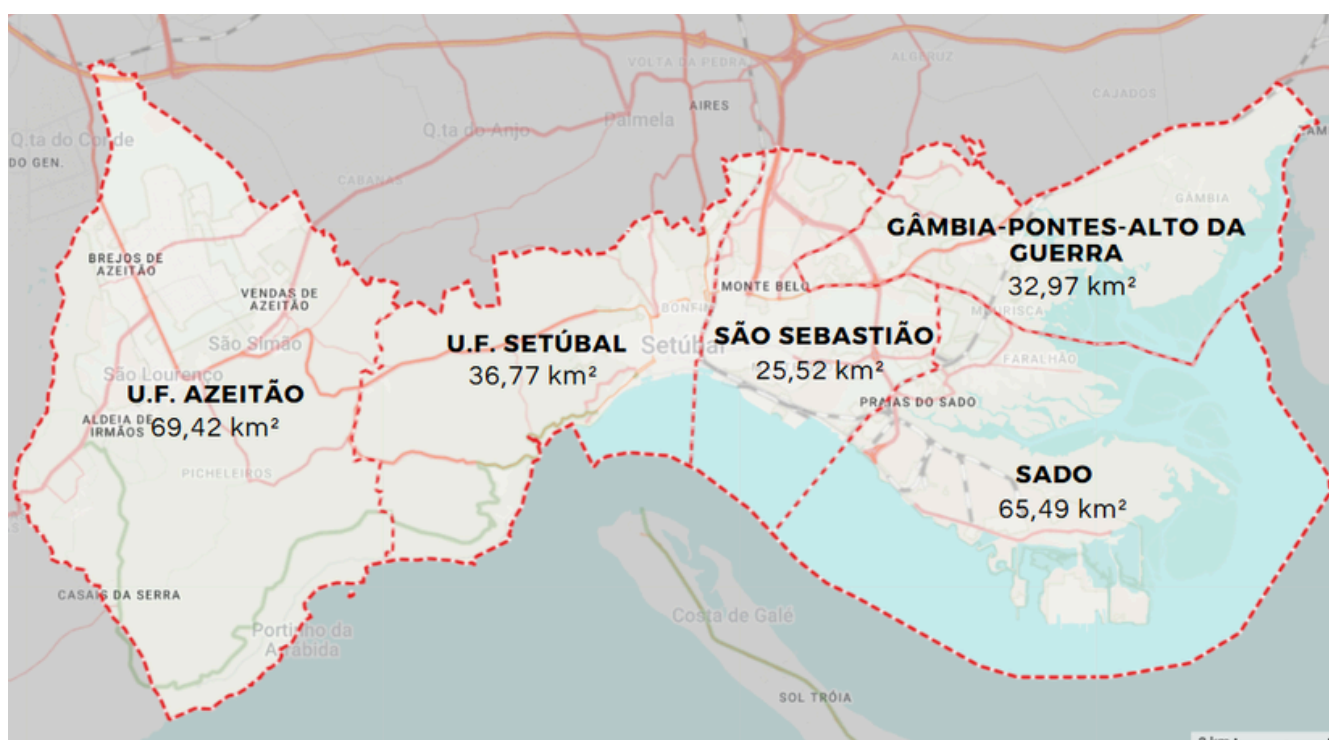 VOLTA DA PEDRA
ALGERUZ
CAJADOS
AIRES
Palmela
Q.ta do Anjo
Q.ta do Conde
DO GEN.
CABANAS
GÂMBIA
GÂMBIA-PONTES-ALTO DA
GUERRA
32,97 km²
BREJOS DE
AZEITÃO
VENDAS DE
AZEITÃO
MONTE BELO
BONFIM
MOURISCA
São Simão
U.F. SETÚBAL
36,77 km²
Setúbal
SÃO SEBASTIÃO
25,52 km²
FARALHÃO
São Lourenço
U.F. AZEITÃO
69,42 km²
ALDEIA DE
IRMÃOS
PRAIAS DO SADO
PICHELEIROS
SADO
65,49 km²
CASAIS DA SERRA
Portinho da
Arrábida
Costa de Galé
SOL TRÓIA